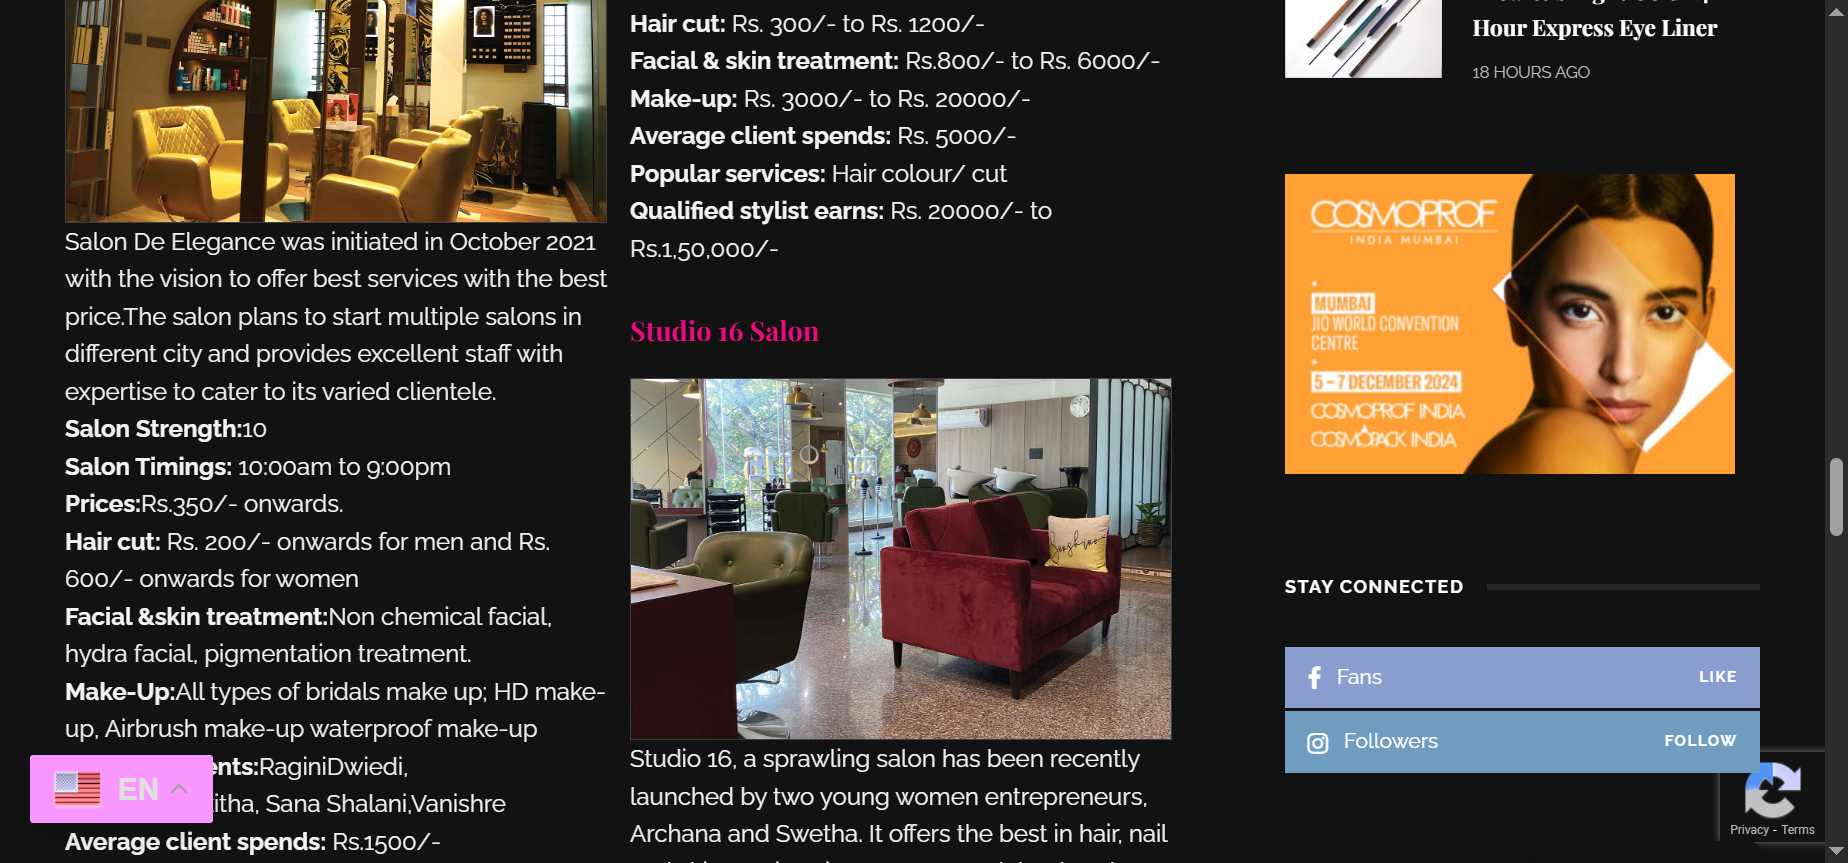 Salon De Elegance was initiated in October 2021
with the vision to offer best services with the best
price.The salon plans to start multiple salons in
different city and provides excellent staff with
expertise to cater to its varied clientele.
Salon Strength:10
Salon Timings: 10:00am to 9:00pm
Prices:Rs.350/- onwards.
Hair cut: Rs. 200/- onwards for men and Rs.
600/- onwards for women
Facial &skin treatment:Non chemical facial,
hydra facial, pigmentation treatment.
Make-Up:All types of bridals make up; HD make-
up, Airbrush make-up waterproof make-up
RaginiDwiedi,
Sana Shalani,Vanishre
Average client spends: Rs.1500/-
EN
Hair cut: Rs. 300/- to Rs. 1200/-
Facial & skin treatment: Rs.800/- to Rs. 6000/-
Make-up: Rs. 3000/- to Rs. 20000/-
Average client spends: Rs. 5000/-
Popular services: Hair colour/ cut
Qualified stylist earns: Rs. 20000/- to
Rs.1,50,000/-
Studio 16 Salon
Sunshine
Studio 16, a sprawling salon has been recently
launched by two young women entrepreneurs,
Archana and Swetha. It offers the best in hair, nail
Hour Express Eye Liner
18 HOURS AGO
COSMOPROF
INDIA MUMBAI
MUMBAI
JIO WORLD CONVENTION
CENTRE
5 – 7 DECEMBER 2024
COSMOPROF INDIA
COSMOPACK INDIA
STAY CONNECTED
Fans LIKE
Followers FOLLOW
Privacy - Terms